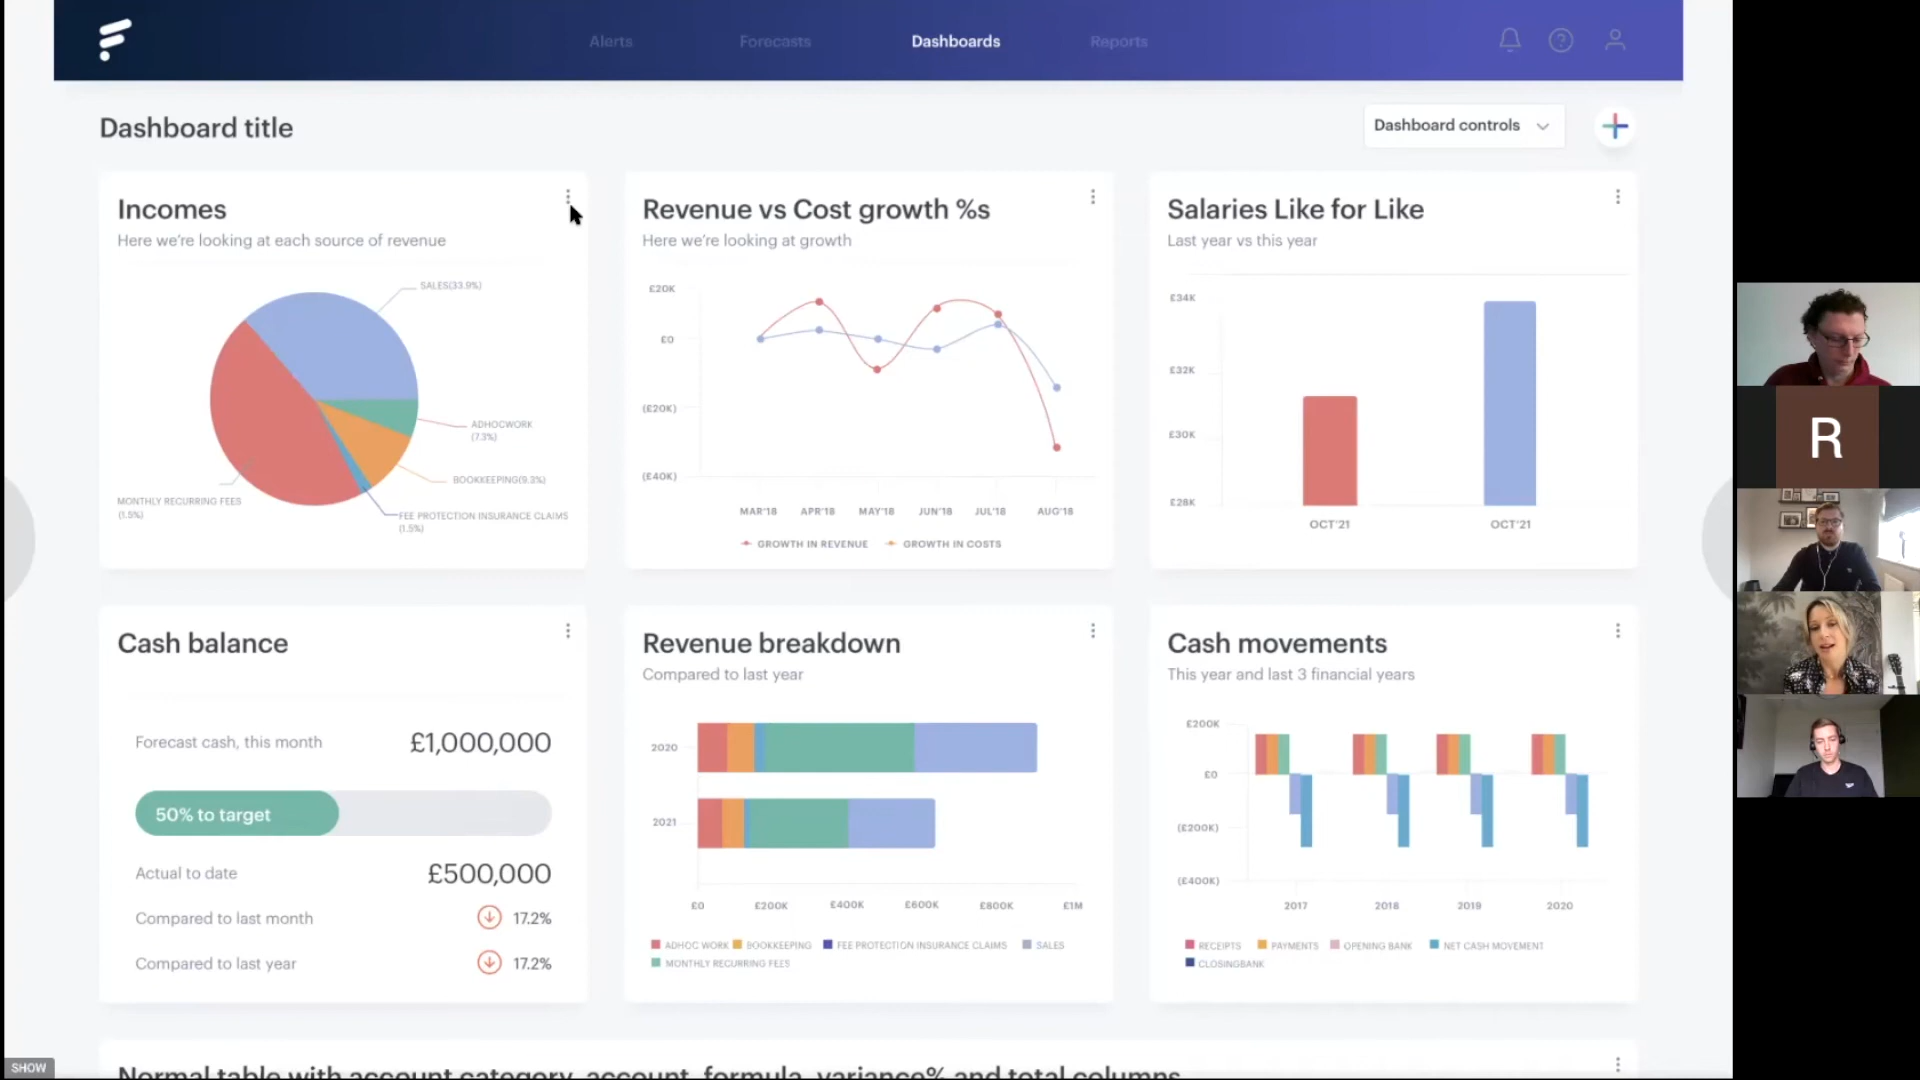 Alerts
Forecasts
Dashboards
Reports
Dashboard title
Dashboard controls
Incomes
Here we're looking at each source of revenue
SALES(33.9%)
ADHOCWORK
(7.3%)
BOOKKEEPING(9.3%)
MONTHLY RECURRING FEES
(1.5%)
FEE PROTECTION INSURANCE CLAIMS
(1.5%)
Revenue vs Cost growth %s
Here we're looking at growth
£20K
£0
(£20K)
(£40K)
MAR'18 APR'18 MAY'18 JUN'18 JUL'18 AUG'18
GROWTH IN REVENUE GROWTH IN COSTS
Salaries Like for Like
Last year vs this year
£34K
£32K
£30K
£28K
OCT'21 OCT'21
R
Cash balance
Forecast cash, this month £1,000,000
50% to target
Actual to date £500,000
Compared to last month 17.2%
Compared to last year 17.2%
Revenue breakdown
Compared to last year
2020
2021
£0 £200K £400K £600K £800K £1M
ADHOC WORK BOOKKEEPING FEE PROTECTION INSURANCE CLAIMS SALES
MONTHLY RECURRING FEES
Cash movements
This year and last 3 financial years
£200K
£0
(£200K)
(£400K)
2017 2018 2019 2020
RECEIPTS PAYMENTS OPENING BANK NET CASH MOVEMENT
CLOSINGBANK
SHOW
Normal table with account category, account, formula, variance% and total columns